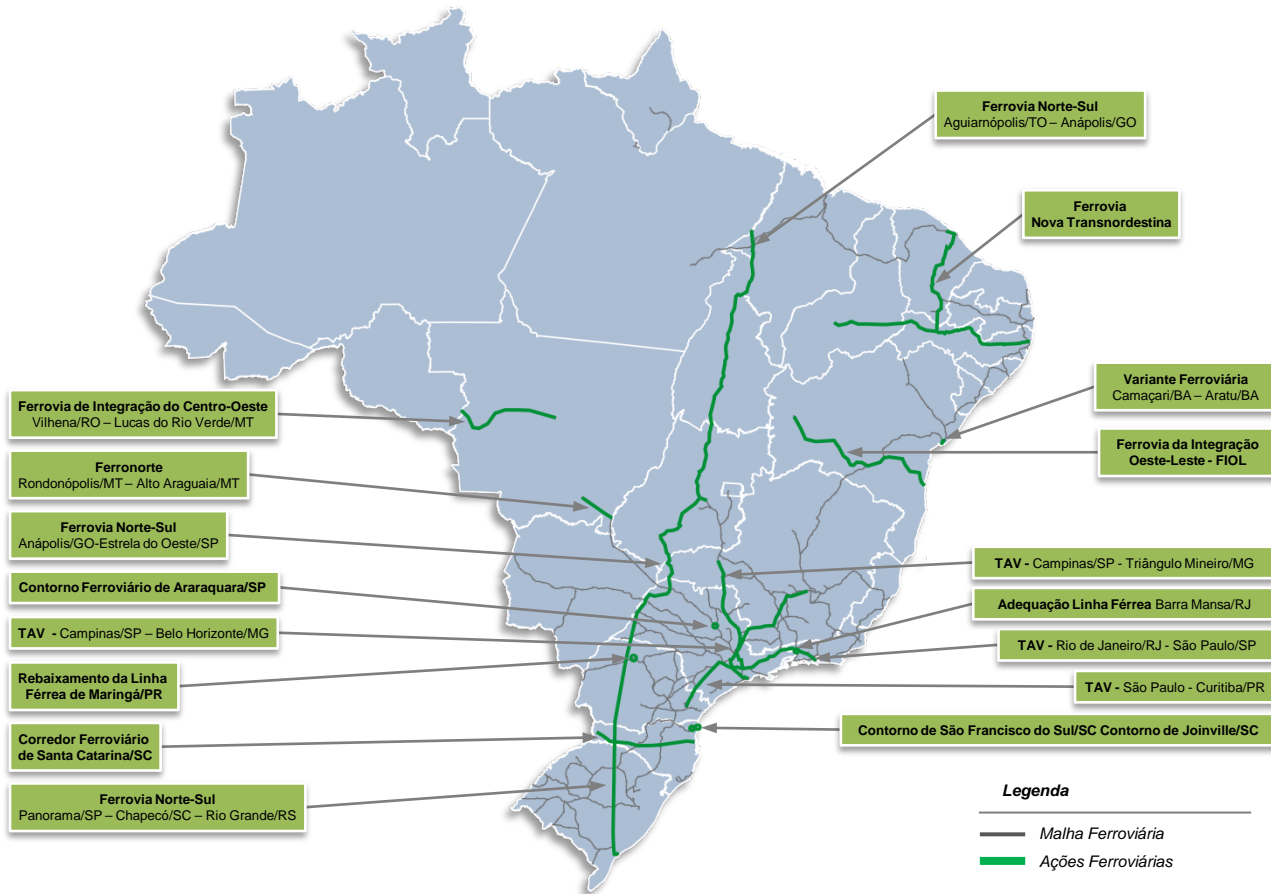 Ferrovia Norte-Sul
Aguiarnópolis/TO – Anápolis/GO
Ferrovia
Nova Transnordestina
Variante Ferroviária
Camaçari/BA – Aratu/BA
Ferrovia da Integração
Oeste-Leste - FIOL
Ferrovia de Integração do Centro-Oeste
Vilhena/RO – Lucas do Rio Verde/MT
Ferronorte
Rondonópolis/MT – Alto Araguaia/MT
Ferrovia Norte-Sul
Anápolis/GO-Estrela do Oeste/SP
Contorno Ferroviário de Araraquara/SP
TAV - Campinas/SP – Belo Horizonte/MG
Rebaixamento da Linha
Férrea de Maringá/PR
Corredor Ferroviário
de Santa Catarina/SC
Ferrovia Norte-Sul
Panorama/SP – Chapecó/SC – Rio Grande/RS
TAV - Campinas/SP - Triângulo Mineiro/MG
Adequação Linha Férrea Barra Mansa/RJ
TAV - Rio de Janeiro/RJ - São Paulo/SP
TAV - São Paulo - Curitiba/PR
Contorno de São Francisco do Sul/SC Contorno de Joinville/SC
Legenda
Malha Ferroviária
Ações Ferroviárias